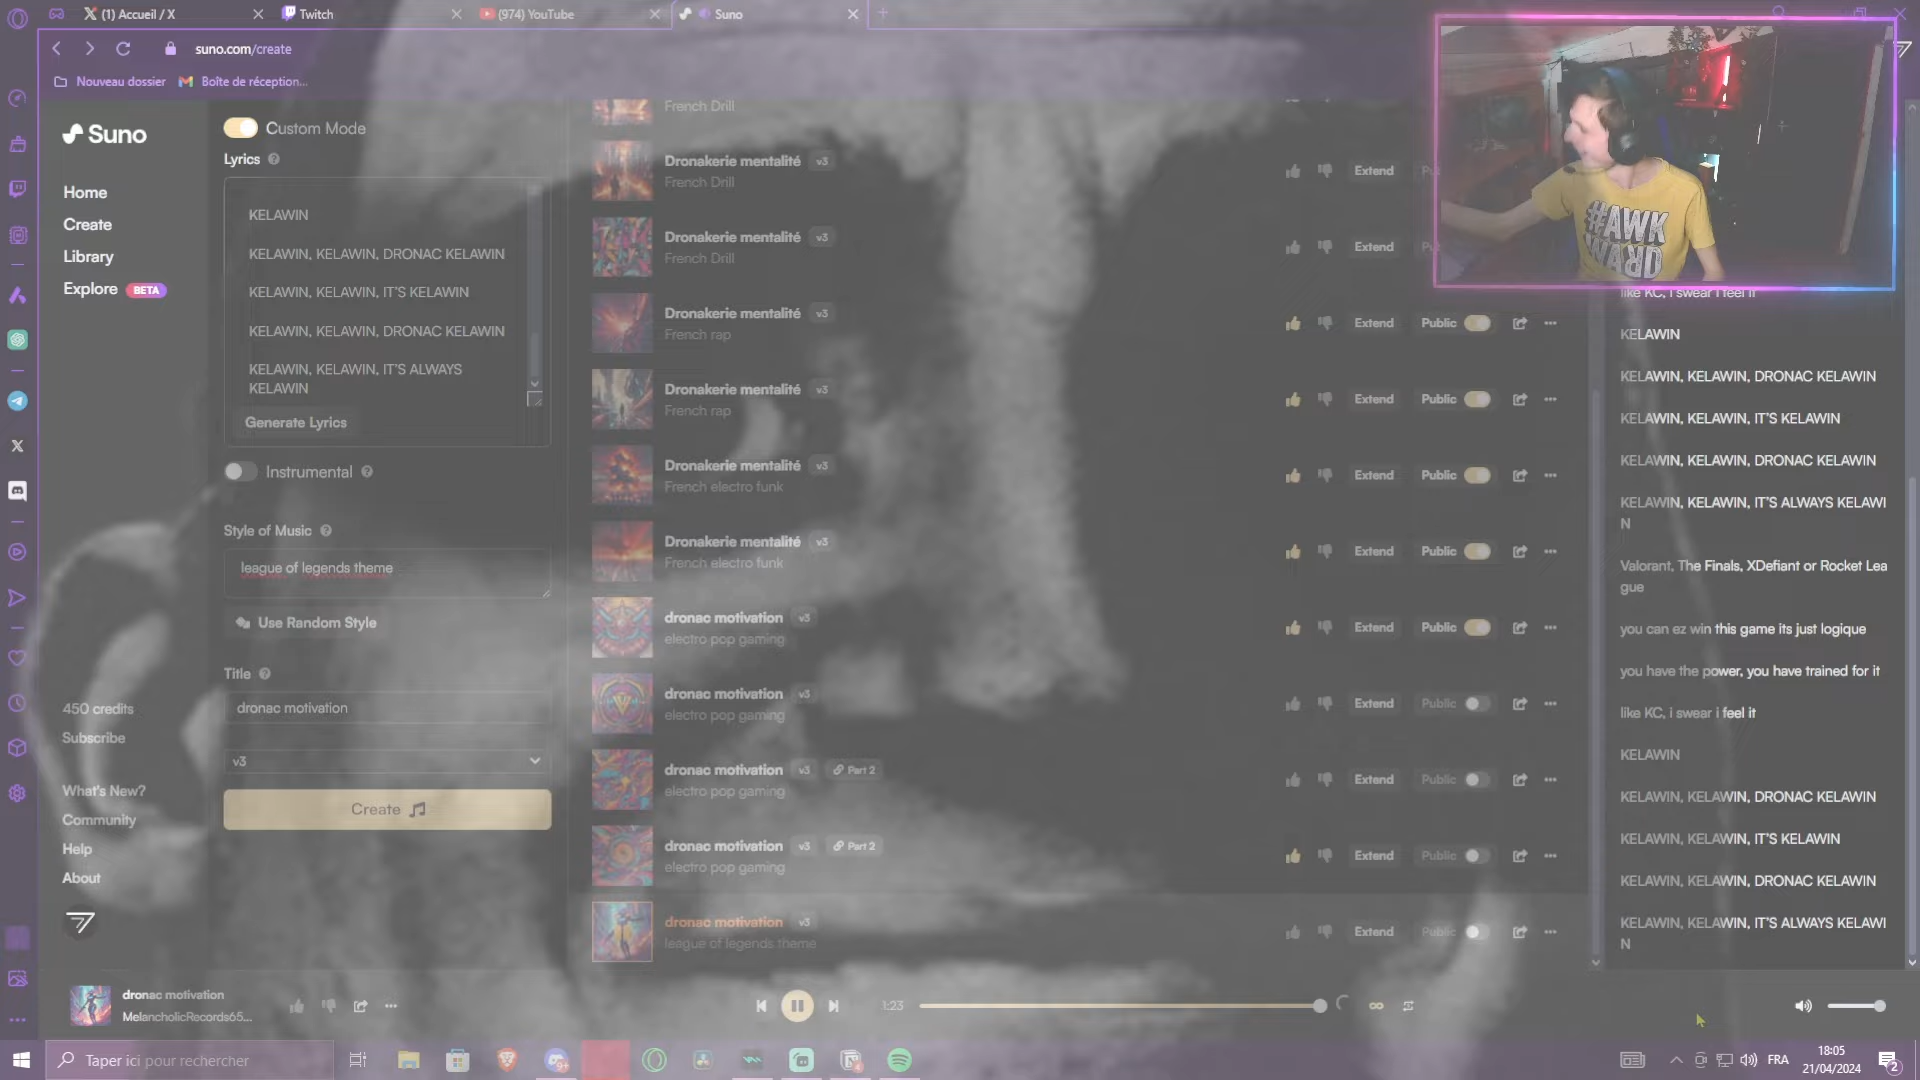 (1) Accueil / X
Twitch
(974) YouTube
Suno
suno.com/create
Nouveau dossier
Boîte de réception...
Suno
Home
Create
Library
Explore BETA
450 credits
Subscribe
What's New?
Community
Help
About
Custom Mode
Lyrics
KELAWIN
KELAWIN, KELAWIN, DRONAC KELAWIN
KELAWIN, KELAWIN, IT'S KELAWIN
KELAWIN, KELAWIN, DRONAC KELAWIN
KELAWIN, KELAWIN, IT'S ALWAYS
KELAWIN
Generate Lyrics
Instrumental
Style of Music
league of legends theme
Use Random Style
Title
dronac motivation
v3
Create
French Drill
Dronakerie mentalité v3
French Drill
Extend
Dronakerie mentalité v3
French Drill
Extend
Dronakerie mentalité v3
French rap
Extend Public
Dronakerie mentalité v3
French rap
Extend Public
Dronakerie mentalité v3
French electro funk
Extend Public
Dronakerie mentalité v3
French electro funk
Extend Public
dronac motivation v3
electro pop gaming
Extend Public
dronac motivation v3
electro pop gaming
Extend Public
dronac motivation v3 Part 2
electro pop gaming
Extend Public
dronac motivation v3 Part 2
electro pop gaming
Extend Public
dronac motivation v3
league of legends theme
Extend Public
#AWK
WARD
like KC, i swear i feel it
KELAWIN
KELAWIN, KELAWIN, DRONAC KELAWIN
KELAWIN, KELAWIN, IT'S KELAWIN
KELAWIN, KELAWIN, DRONAC KELAWIN
KELAWIN, KELAWIN, IT'S ALWAYS KELAWI
N
Valorant, The Finals, XDefiant or Rocket Lea
gue
you can ez win this game its just logique
you have the power, you have trained for it
like KC, i swear i feel it
KELAWIN
KELAWIN, KELAWIN, DRONAC KELAWIN
KELAWIN, KELAWIN, IT'S KELAWIN
KELAWIN, KELAWIN, DRONAC KELAWIN
KELAWIN, KELAWIN, IT'S ALWAYS KELAWI
N
dronac motivation
MelancholicRecords65...
1:23
Taper ici pour rechercher
FRA
18:05
21/04/2024
2